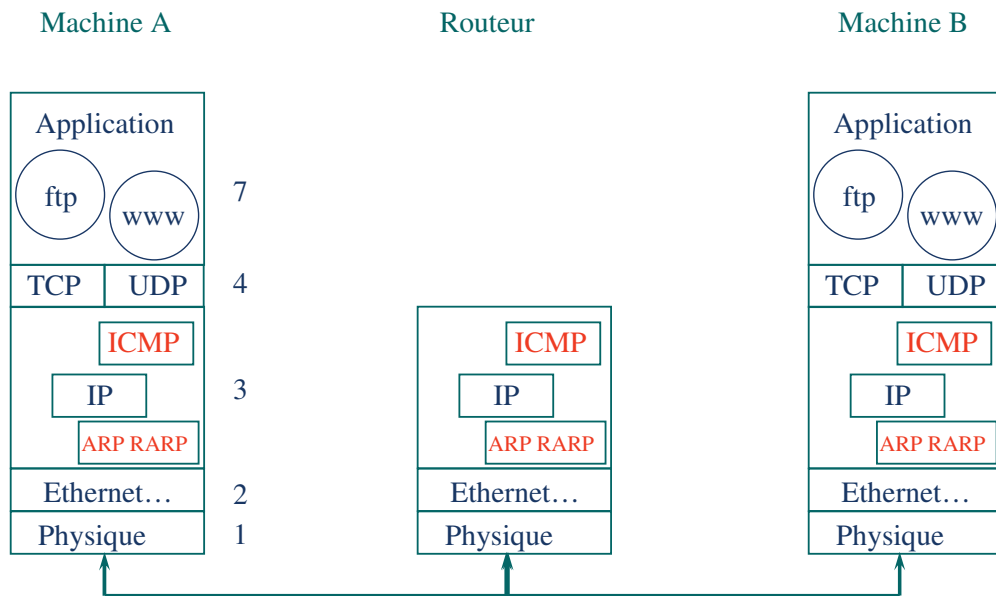 Machine A
Routeur
Machine B
Application
ftp
www
7
TCP
UDP
4
ICMP
IP
3
ARP RARP
Ethernet…
2
Physique
1
ICMP
IP
ARP RARP
Ethernet…
Physique
Application
ftp
www
TCP
UDP
ICMP
IP
ARP RARP
Ethernet…
Physique